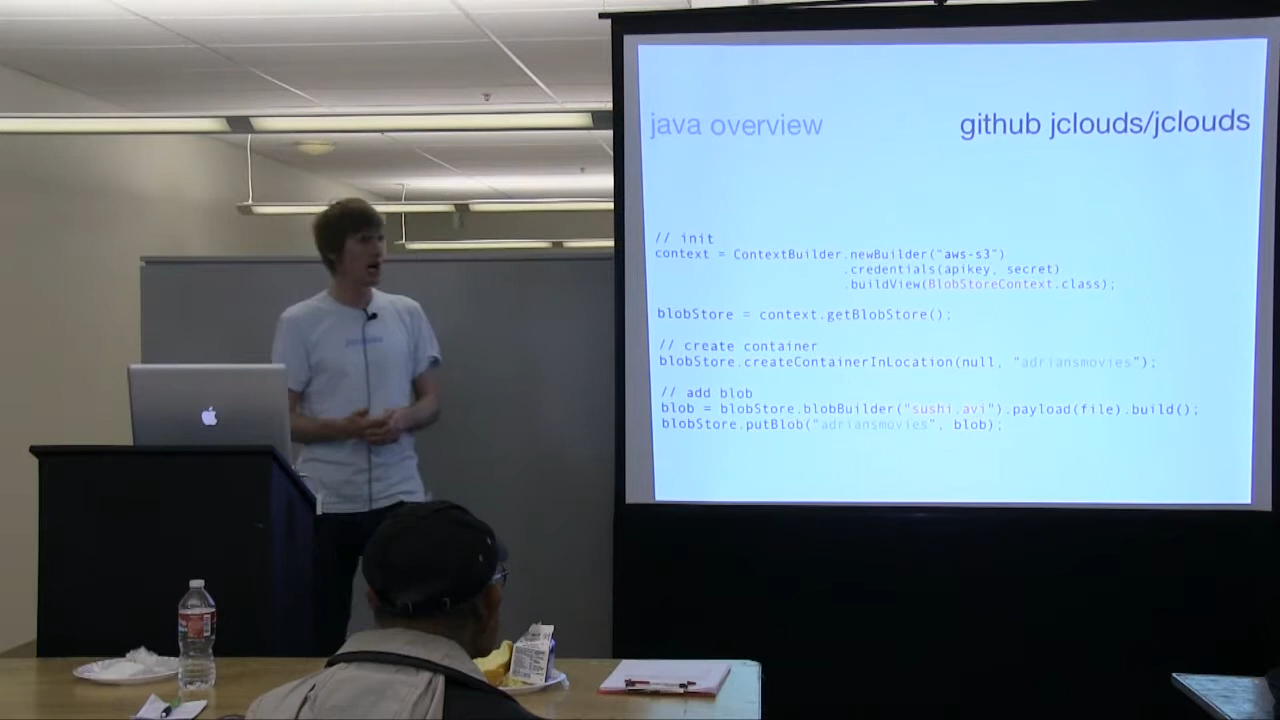 java overview
github jclouds/jclouds
// init
context = ContextBuilder.newBuilder("aws-s3")
.credentials(apikey, secret)
.buildView(BlobStoreContext.class);
blobStore = context.getBlobStore();
// create container
blobStore.createContainerInLocation(null, "adriansmovies");
// add blob
blob = blobStore.blobBuilder("sushi.avi").payload(file).build();
blobStore.putBlob("adriansmovies", blob);